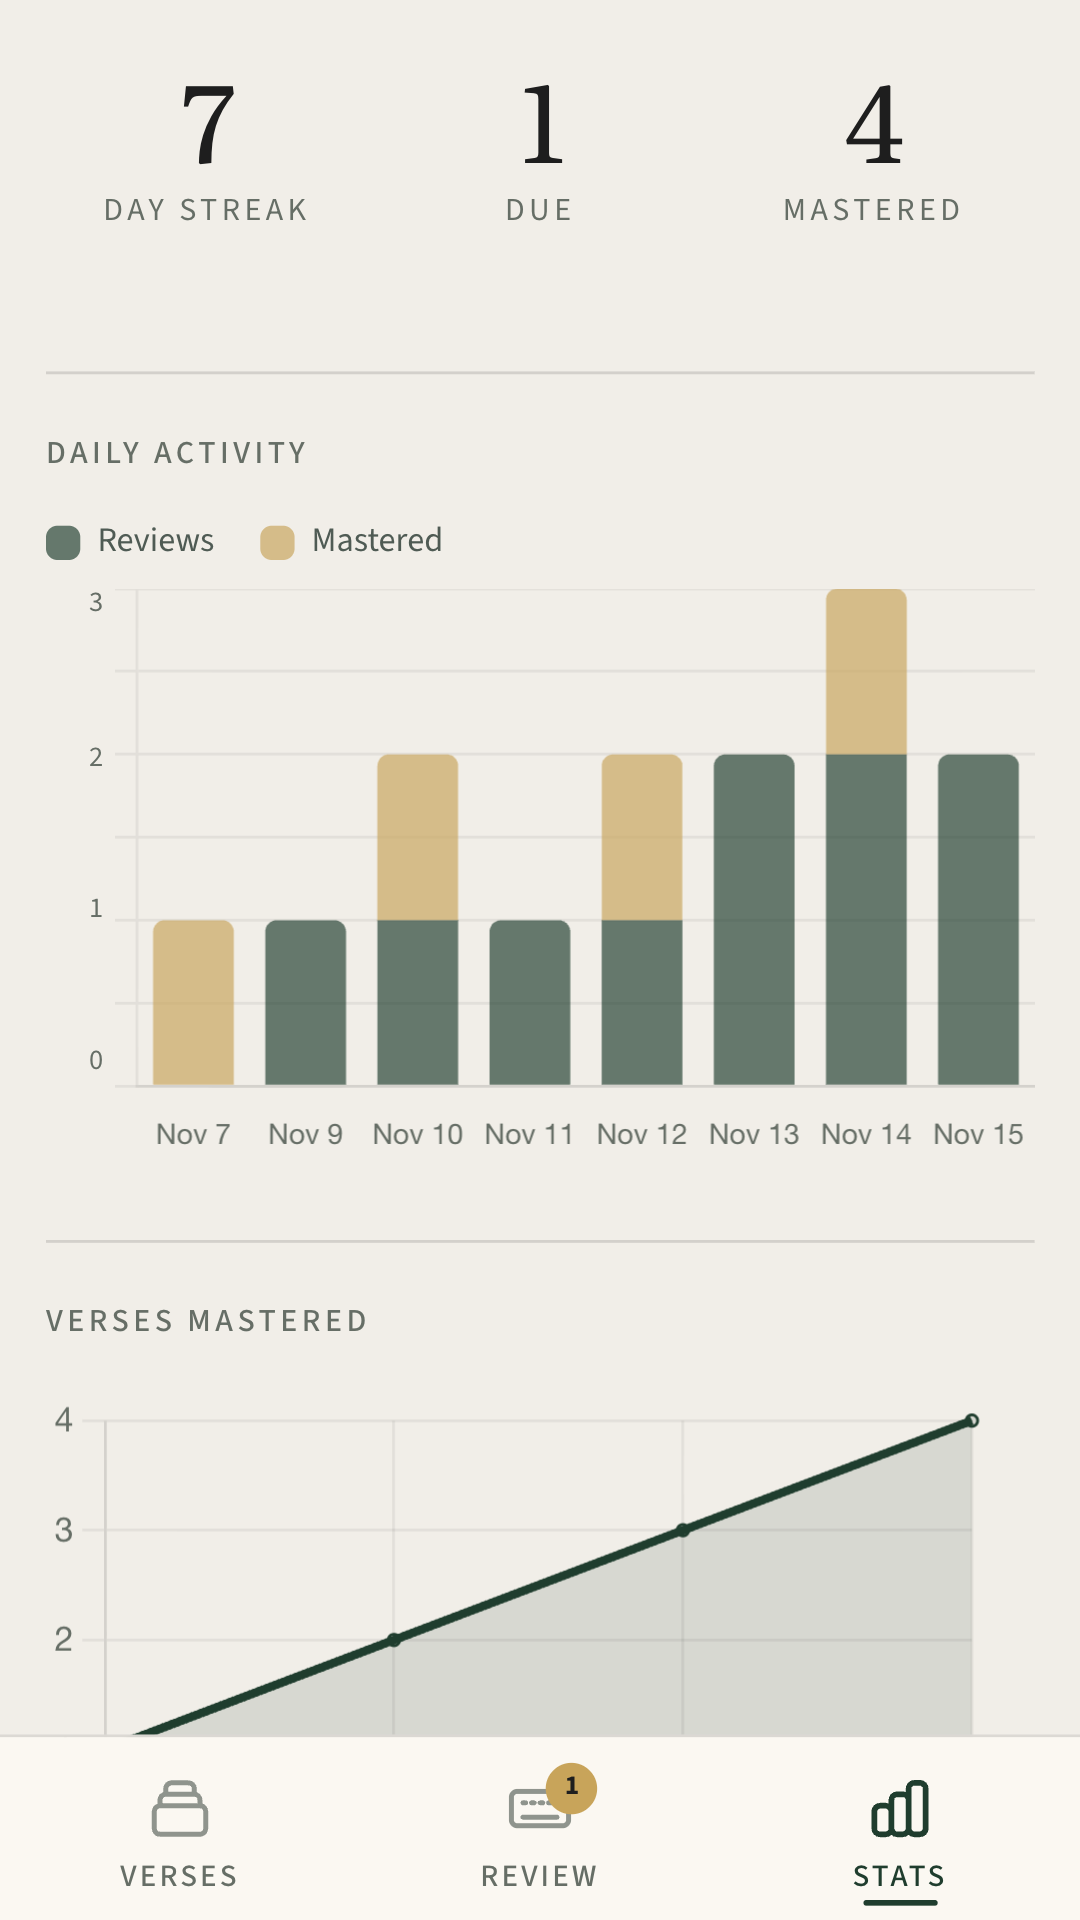 7 1 4
DAY STREAK DUE MASTERED
DAILY ACTIVITY
Reviews Mastered
3
2
1
0
Nov 7 Nov 9 Nov 10 Nov 11 Nov 12 Nov 13 Nov 14 Nov 15
VERSES MASTERED
4
3
2
1
VERSES REVIEW STATS